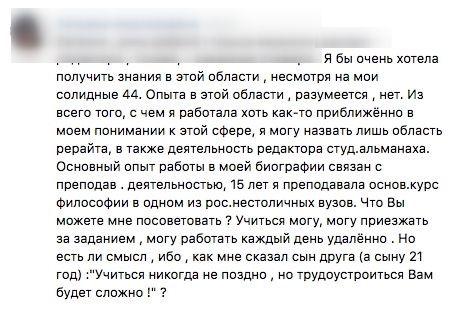 Я бы очень хотела
получить знания в этой области , несмотря на мои
солидные 44. Опыта в этой области , разумеется , нет. Из
всего того, с чем я работала хоть как-то приближённо в
моем понимании к этой сфере, я могу назвать лишь область
рерайта, а также деятельность редактора студ.альманаха.
Основный опыт работы в моей биографии связан с
преподав . деятельностью, 15 лет я преподавала основ.курс
философии в одном из рос.нестоличных вузов. Что Вы
можете мне посоветовать ? Учиться могу, могу приезжать
за заданием , могу работать каждый день удалённо . Но
есть ли смысл , ибо , как мне сказал сын друга (а сыну 21
год) :"Учиться никогда не поздно , но трудоустроиться Вам
будет сложно !" ?